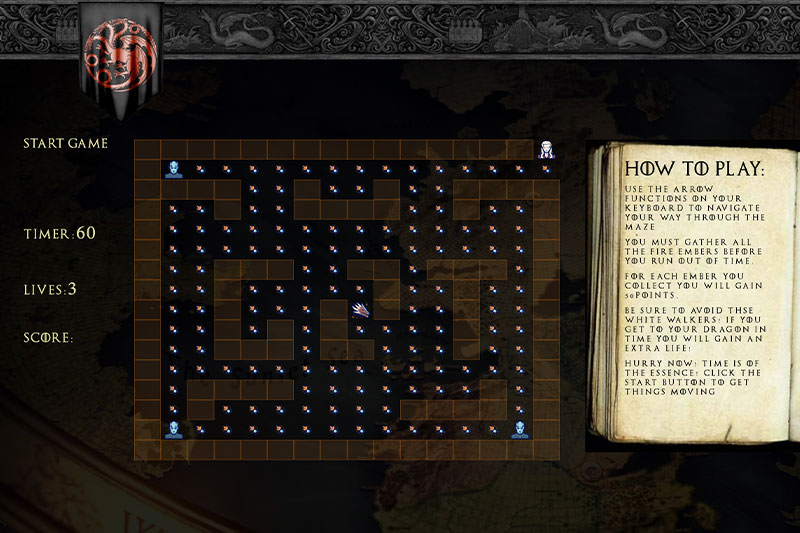 START GAME
TIMER:60
LIVES:3
SCORE:
HOW TO PLAY:
USE THE ARROW
FUNCTIONS ON YOUR
KEYBOARD TO NAVIGATE
YOUR WAY THROUGH THE
MAZE
YOU MUST GATHER ALL
THE FIRE EMBERS BEFORE
YOU RUN OUT OF TIME.
FOR EACH EMBER YOU
COLLECT YOU WILL GAIN
50POINTS.
BE SURE TO AVOID THSE
WHITE WALKERS: IF YOU
GET TO YOUR DRAGON IN
TIME YOU WILL GAIN AN
EXTRA LIFE!
HURRY NOW: TIME IS OF
THE ESSENCE: CLICK THE
START BUTTON TO GET
THINGS MOVING